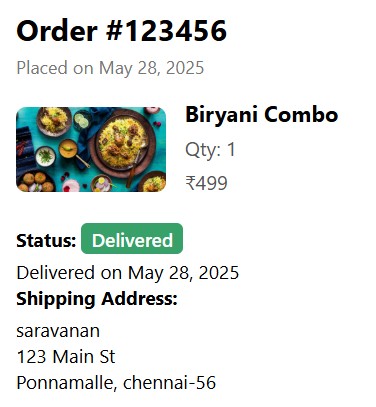 Order #123456
Placed on May 28, 2025
Biryani Combo
Qty: 1
₹499
Status: Delivered
Delivered on May 28, 2025
Shipping Address:
saravanan
123 Main St
Ponnamalle, chennai-56